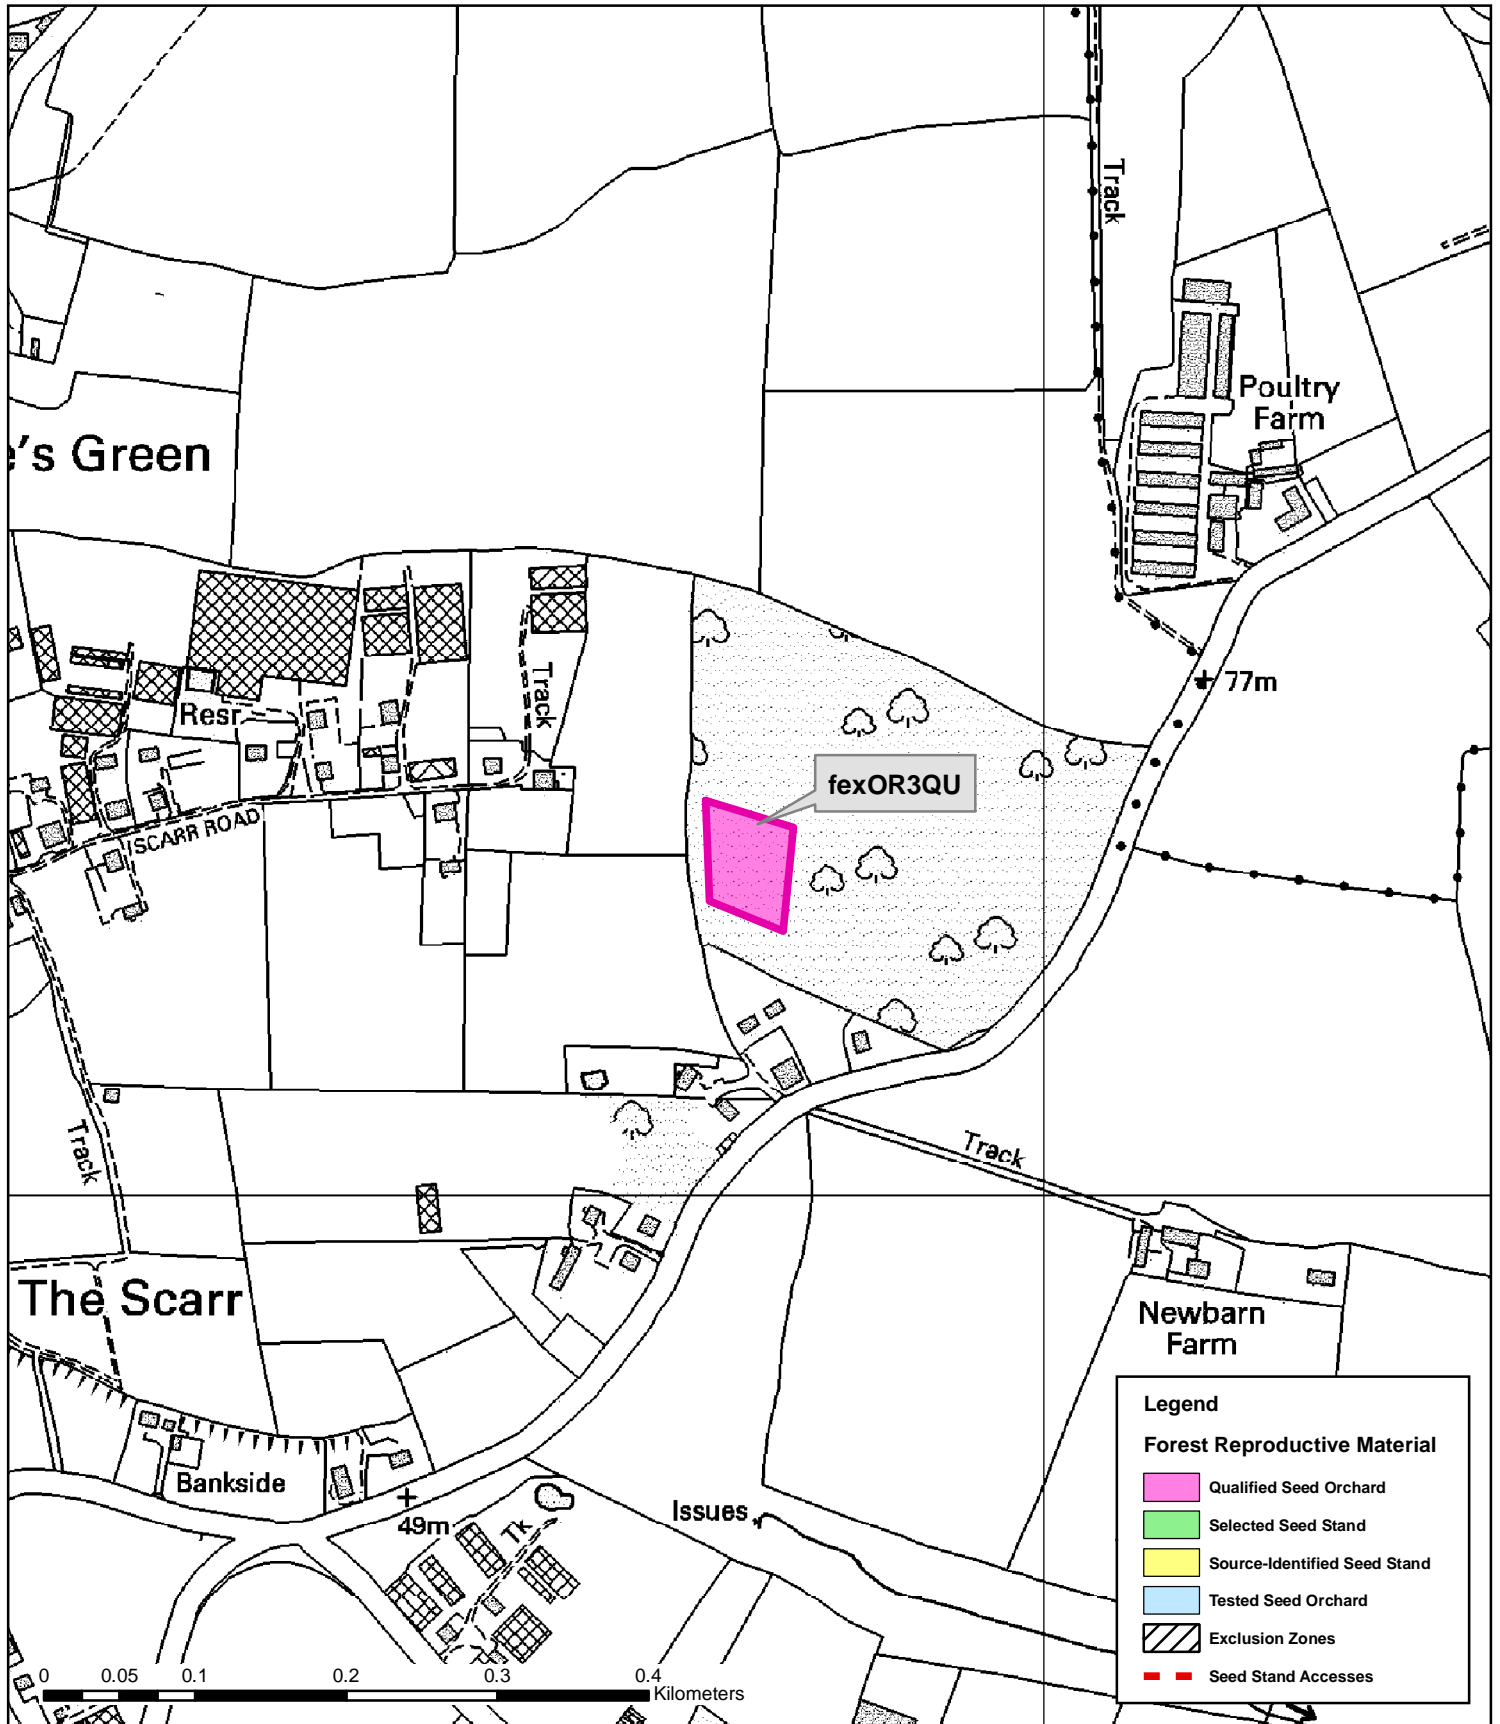 Track
Poultry
Farm
's Green
Track
Resr
77m
fexOR3QU
SCARR ROAD
Track
Track
The Scarr
Newbarn
Farm
Bankside
49m
Tk
Issues
Legend
Forest Reproductive Material
Qualified Seed Orchard
Selected Seed Stand
Source-Identified Seed Stand
Tested Seed Orchard
Exclusion Zones
Seed Stand Accesses
0 0.05 0.1 0.2 0.3 0.4
Kilometers